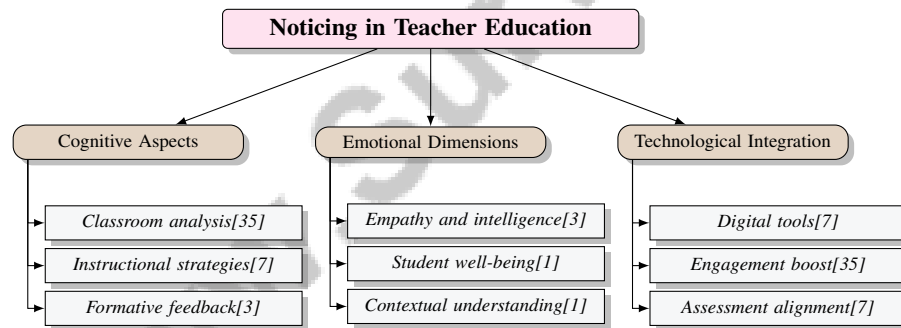 Noticing in Teacher Education
Cognitive Aspects
Emotional Dimensions
Technological Integration
Classroom analysis[35]
Instructional strategies[7]
Formative feedback[3]
Empathy and intelligence[3]
Student well-being[1]
Contextual understanding[1]
Digital tools[7]
Engagement boost[35]
Assessment alignment[7]